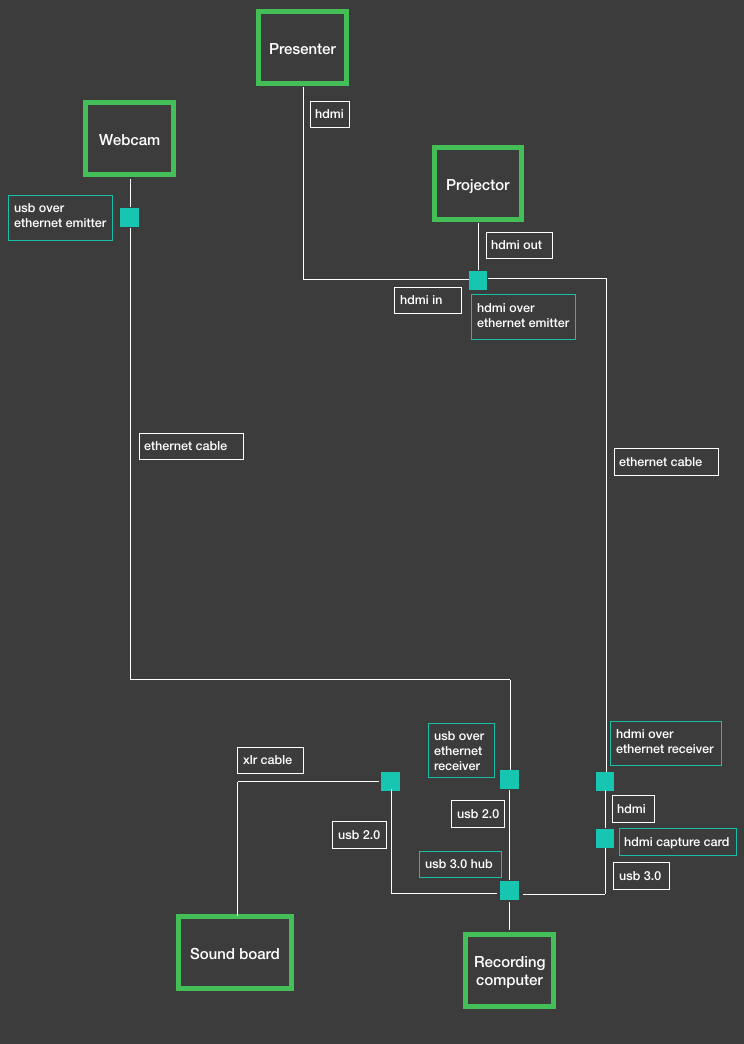 Presenter
hdmi
Webcam
Projector
usb over
ethernet emitter
hdmi out
hdmi in
hdmi over
ethernet emitter
ethernet cable
ethernet cable
hdmi over
ethernet receiver
usb over
ethernet
receiver
xlr cable
hdmi
usb 2.0
usb 2.0
hdmi capture card
usb 3.0 hub
usb 3.0
Sound board
Recording
computer